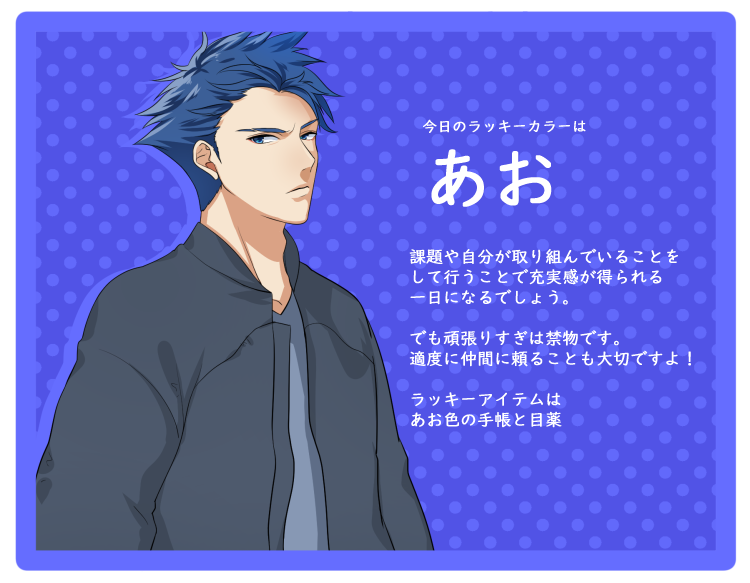 今日のラッキーカラーは
あお
課題や自分が取り組んでいることを
して行うことで充実感が得られる
一日になるでしょう。
でも頑張りすぎは禁物です。
適度に仲間に頼ることも大切ですよ！
ラッキーアイテムは
あお色の手帳と目薬